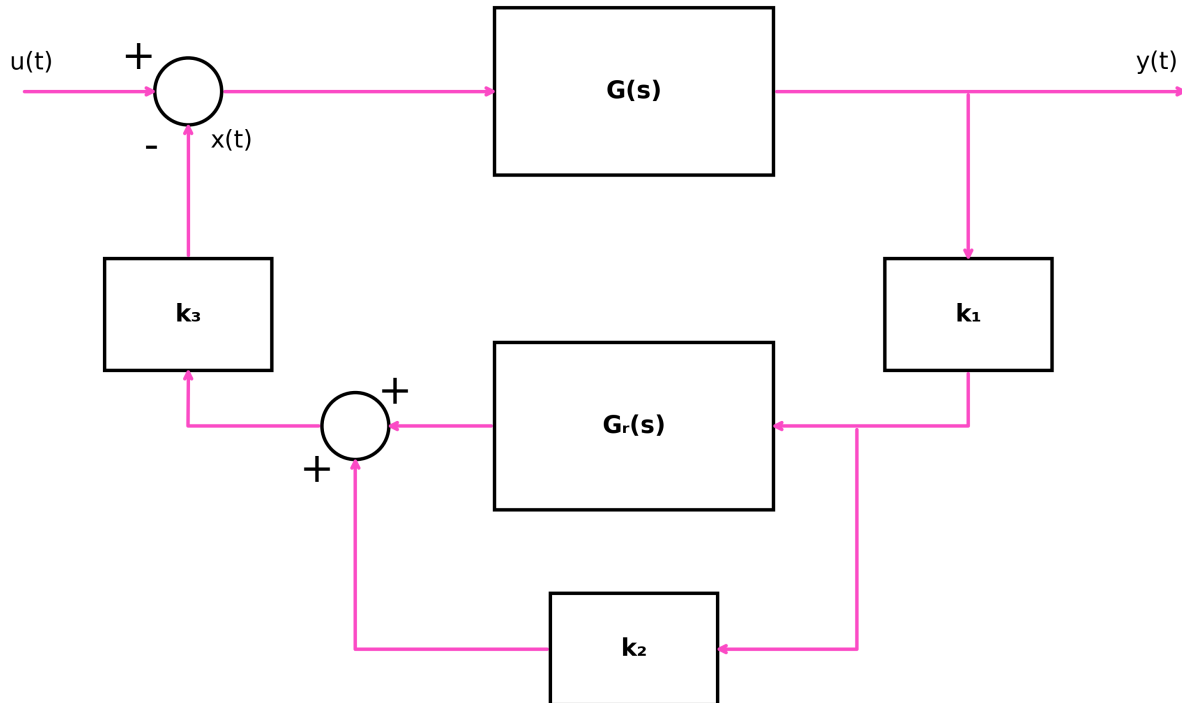 u(t)
+
G(s)
y(t)
-
x(t)
k₃
k₁
+
Gᵣ(s)
+
k₂